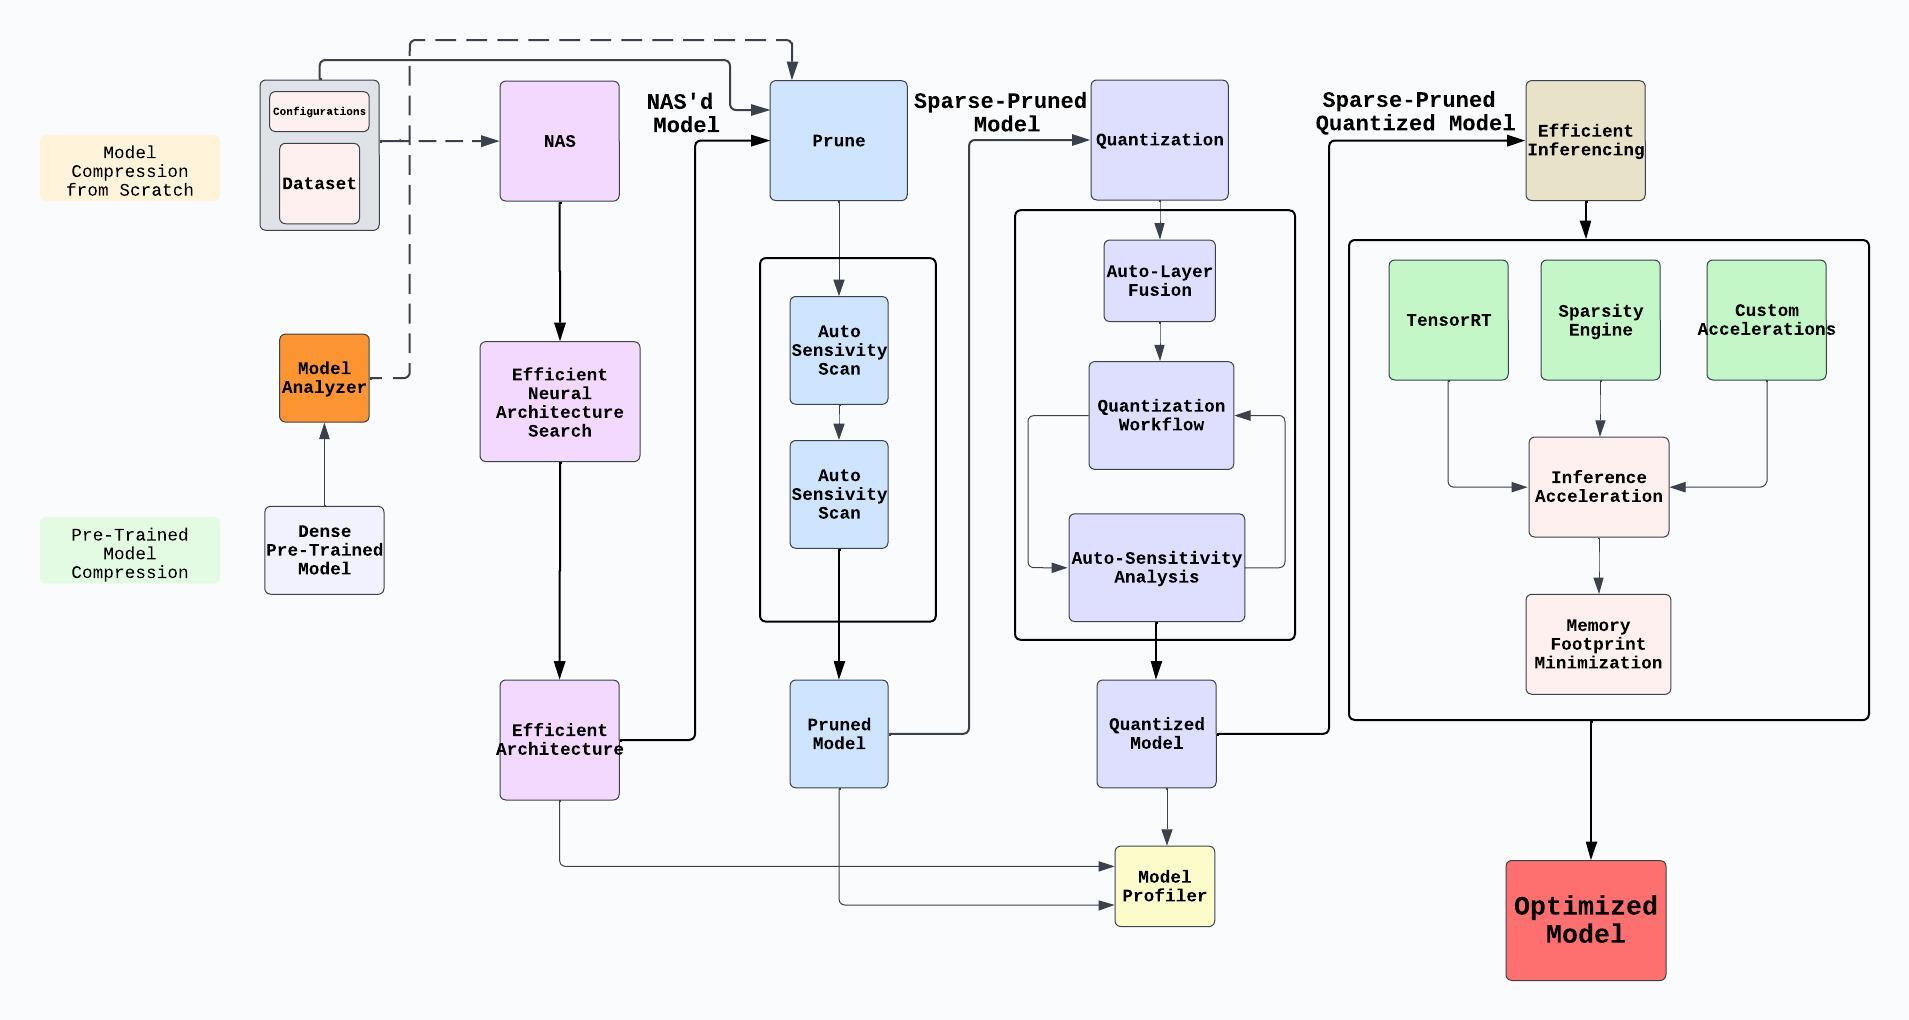 Model
Compression
from Scratch
Configurations
Dataset
NAS
NAS'd
Model
Prune
Sparse-Pruned
Model
Quantization
Sparse-Pruned
Quantized Model
Efficient
Inferencing
Auto-Layer
Fusion
TensorRT
Sparsity
Engine
Custom
Accelerations
Model
Analyzer
Efficient
Neural
Architecture
Search
Auto
Sensivity
Scan
Quantization
Workflow
Auto
Sensivity
Scan
Inference
Acceleration
Pre-Trained
Model
Compression
Dense
Pre-Trained
Model
Auto-Sensitivity
Analysis
Memory
Footprint
Minimization
Efficient
Architecture
Pruned
Model
Quantized
Model
Model
Profiler
Optimized
Model